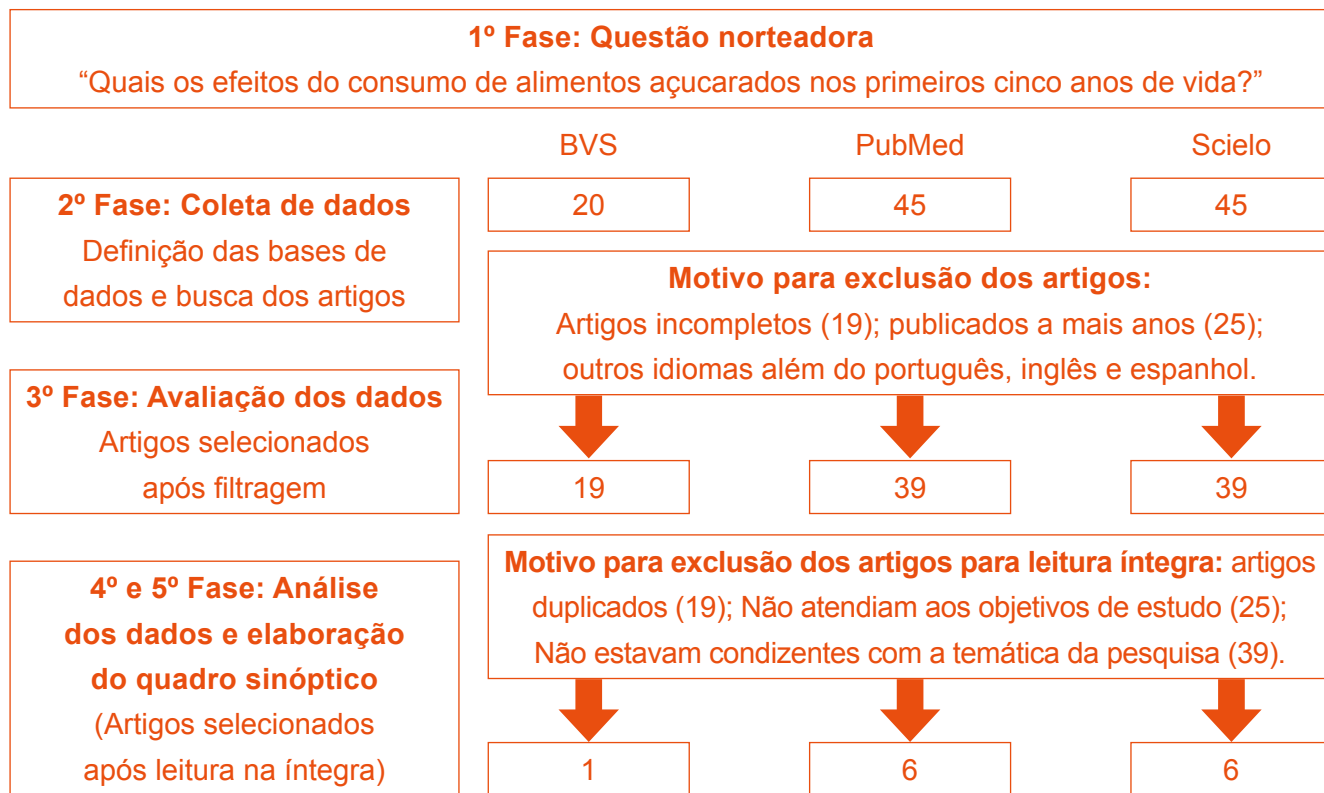 1º Fase: Questão norteadora
“Quais os efeitos do consumo de alimentos açucarados nos primeiros cinco anos de vida?”
BVS
PubMed
Scielo
2º Fase: Coleta de dados
Definição das bases de
dados e busca dos artigos
20
45
45
Motivo para exclusão dos artigos:
Artigos incompletos (19); publicados a mais anos (25);
outros idiomas além do português, inglês e espanhol.
3º Fase: Avaliação dos dados
Artigos selecionados
após filtragem
19
39
39
Motivo para exclusão dos artigos para leitura íntegra: artigos
duplicados (19); Não atendiam aos objetivos de estudo (25);
Não estavam condizentes com a temática da pesquisa (39).
4º e 5º Fase: Análise
dos dados e elaboração
do quadro sinóptico
(Artigos selecionados
após leitura na íntegra)
1
6
6